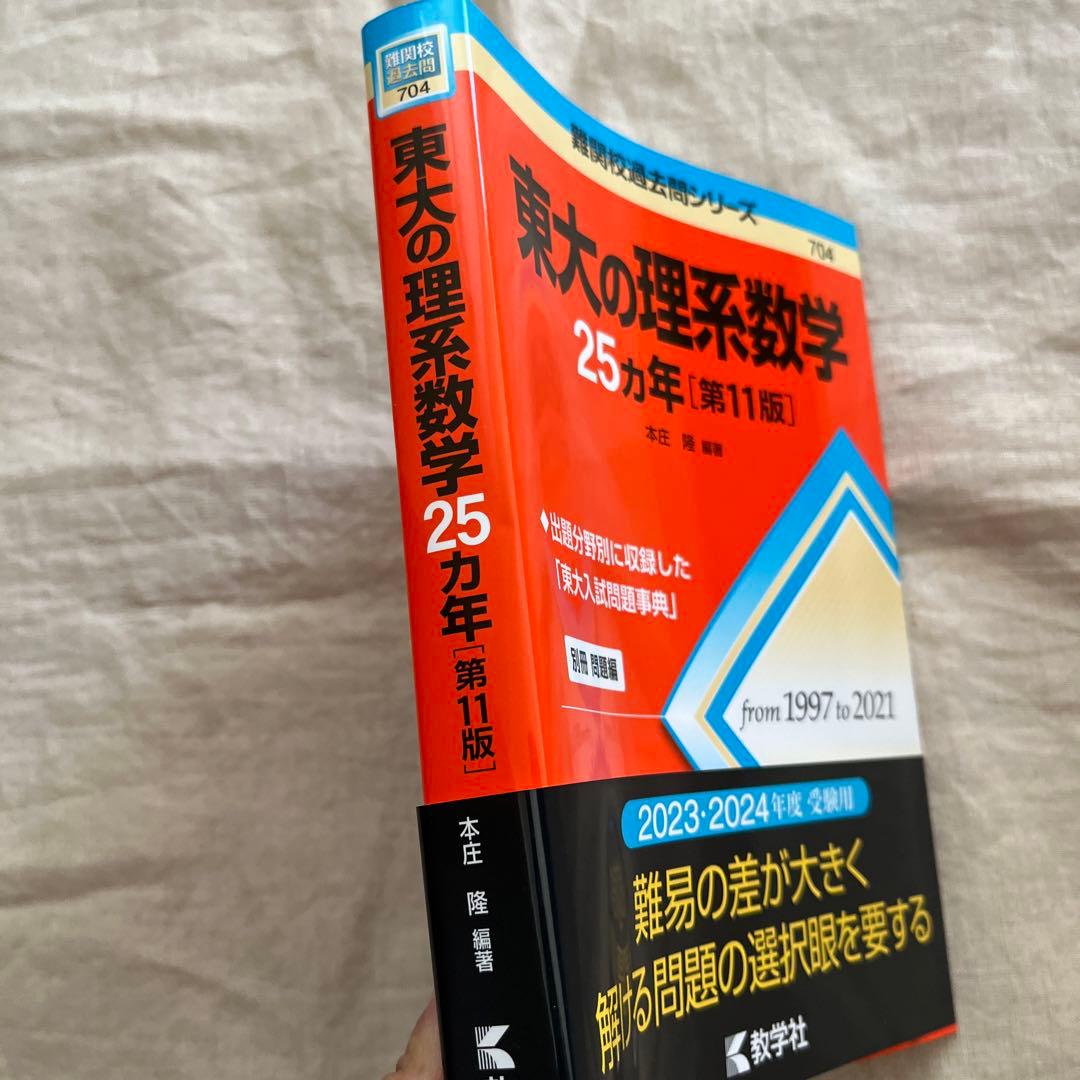 難関校
過去問
704
東大の理系数学
25カ年
[第11版]
本庄 隆 編著
難関校過去問シリーズ
704
東大の理系数学
25カ年[第11版]
本庄 隆 編著
◆出題分野別に収録した
「東大入試問題事典」
別冊 問題編
from 1997 to 2021
2023・2024年度 受験用
難易の差が大きく
解ける問題の選択眼を要する
教学社